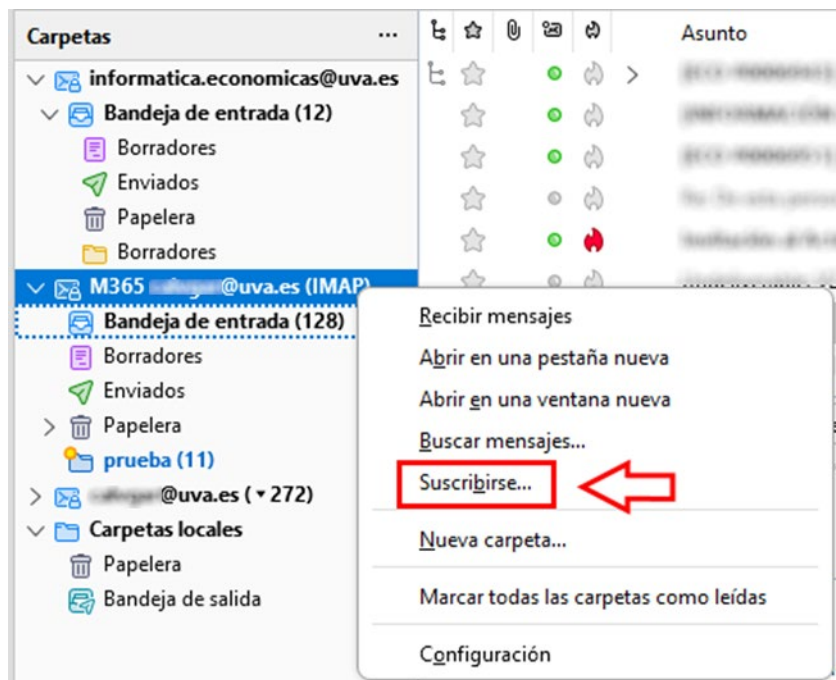 Carpetas ...
Asunto
informatica.economicas@uva.es
Bandeja de entrada (12)
Borradores
Enviados
Papelera
Borradores
M365 @uva.es (IMAP)
Bandeja de entrada (128)
Borradores
Enviados
Papelera
prueba (11)
@uva.es (▾272)
Carpetas locales
Papelera
Bandeja de salida
Recibir mensajes
Abrir en una pestaña nueva
Abrir en una ventana nueva
Buscar mensajes...
Suscribirse...
Nueva carpeta...
Marcar todas las carpetas como leídas
Configuración